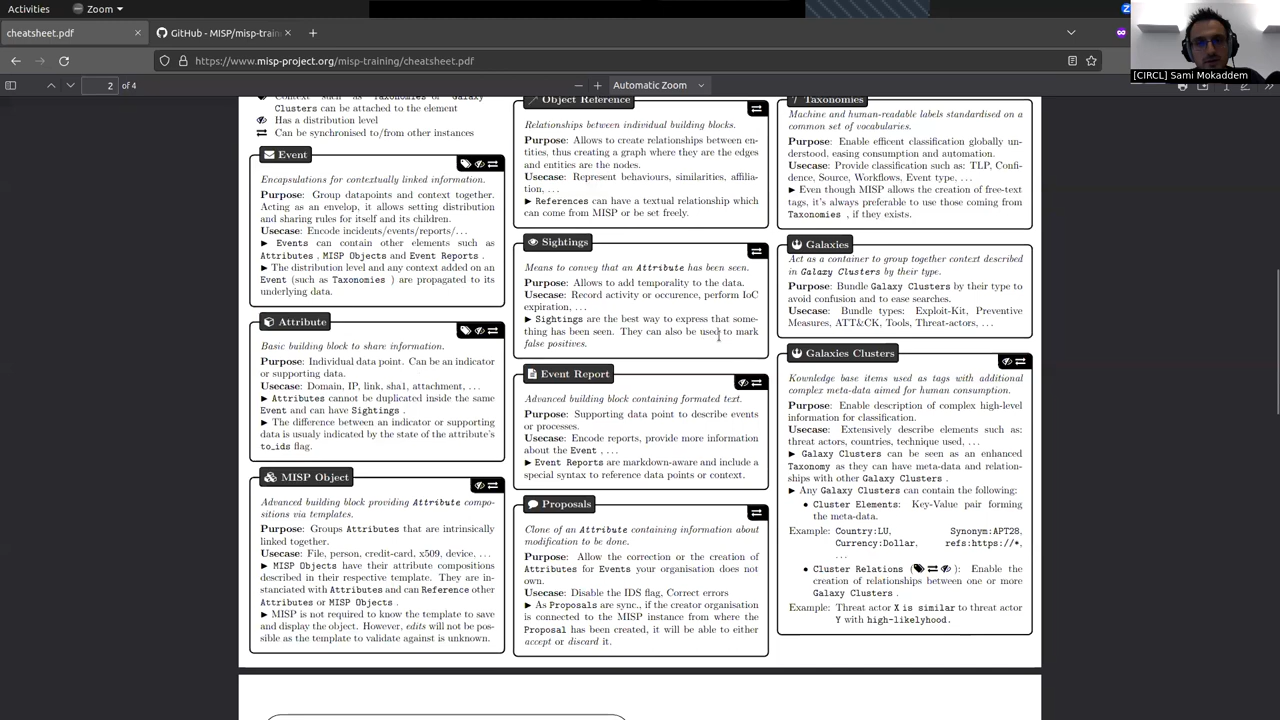 Activities
Zoom
cheatsheet.pdf
GitHub - MISP/misp-train
https://www.misp-project.org/misp-training/cheatsheet.pdf
2 of 4
Automatic Zoom
[CIRCL] Sami Mokaddem
Clusters can be attached to the element
Has a distribution level
Can be synchronised to/from other instances
Event
Encapsulations for contextually linked information.
Purpose: Group datapoints and context together.
Acting as an envelop, it allows setting distribution
and sharing rules for itself and its children.
Usecase: Encode incidents/events/reports/...
► Events can contain other elements such as
Attributes , MISP Objects and Event Reports .
► The distribution level and any context added on an
Event (such as Taxonomies ) are propagated to its
underlying data.
Attribute
Basic building block to share information.
Purpose: Individual data point. Can be an indicator
or supporting data.
Usecase: Domain, IP, link, sha1, attachment, ...
► Attributes cannot be duplicated inside the same
Event and can have Sightings .
► The difference between an indicator or supporting
data is usualy indicated by the state of the attribute's
to_ids flag.
MISP Object
Advanced building block providing Attribute compo-
sitions via templates.
Purpose: Groups Attributes that are intrinsically
linked together.
Usecase: File, person, credit-card, x509, device, ...
► MISP Objects have their attribute compositions
described in their respective template. They are in-
stanciated with Attributes and can Reference other
Attributes or MISP Objects .
► MISP is not required to know the template to save
and display the object. However, edits will not be pos-
sible as the template to validate against is unknown.
Object Reference
Relationships between individual building blocks.
Purpose: Allows to create relationships between en-
tities, thus creating a graph where they are the edges
and entities are the nodes.
Usecase: Represent behaviours, similarities, affilia-
tion, ...
► References can have a textual relationship which
can come from MISP or be set freely.
Sightings
Means to convey that an Attribute has been seen.
Purpose: Allows to add temporality to the data.
Usecase: Record activity or occurence, perform IoC
expiration, ...
► Sightings are the best way to express that some-
thing has been seen. They can also be used to mark
false positives.
Event Report
Advanced building block containing formated text.
Purpose: Supporting data point to describe events
or processes.
Usecase: Encode reports, provide more information
about the Event , ...
► Event Reports are markdown-aware and include a
special syntax to reference data points or context.
Proposals
Clone of an Attribute containing information about
modification to be done.
Purpose: Allow the correction or the creation of
Attributes for Events your organisation does not
own.
Usecase: Disable the IDS flag, Correct errors
► As Proposals are sync., if the creator organisation
is connected to the MISP instance from where the
Proposal has been created, it will be able to either
accept or discard it.
Taxonomies
Machine and human-readable labels standardised on a
common set of vocabularies.
Purpose: Enable efficent classification globally un-
derstood, easing consumption and automation.
Usecase: Provide classification such as: TLP, Confi-
dence, Source, Workflows, Event type, ...
► Even though MISP allows the creation of free-text
tags, it's always preferable to use those coming from
Taxonomies , if they exists.
Galaxies
Act as a container to group together context described
in Galaxy Clusters by their type.
Purpose: Bundle Galaxy Clusters by their type to
avoid confusion and to ease searches.
Usecase: Bundle types: Exploit-Kit, Preventive
Measures, ATT&CK, Tools, Threat-actors, ...
Galaxies Clusters
Kownledge base items used as tags with additional
complex meta-data aimed for human consumption.
Purpose: Enable description of complex high-level
information for classification.
Usecase: Extensively describe elements such as:
threat actors, countries, technique used, ...
► Galaxy Clusters can be seen as an enhanced
Taxonomy as they can have meta-data and relation-
ships with other Galaxy Clusters .
► Any Galaxy Clusters can contain the following:
• Cluster Elements: Key-Value pair forming
the meta-data.
Example: Country:LU, Synonym:APT28,
Currency:Dollar, refs:https://*,
...
• Cluster Relations ( ): Enable the
creation of relationships between one or more
Galaxy Clusters .
Example: Threat actor X is similar to threat actor
Y with high-likelyhood.